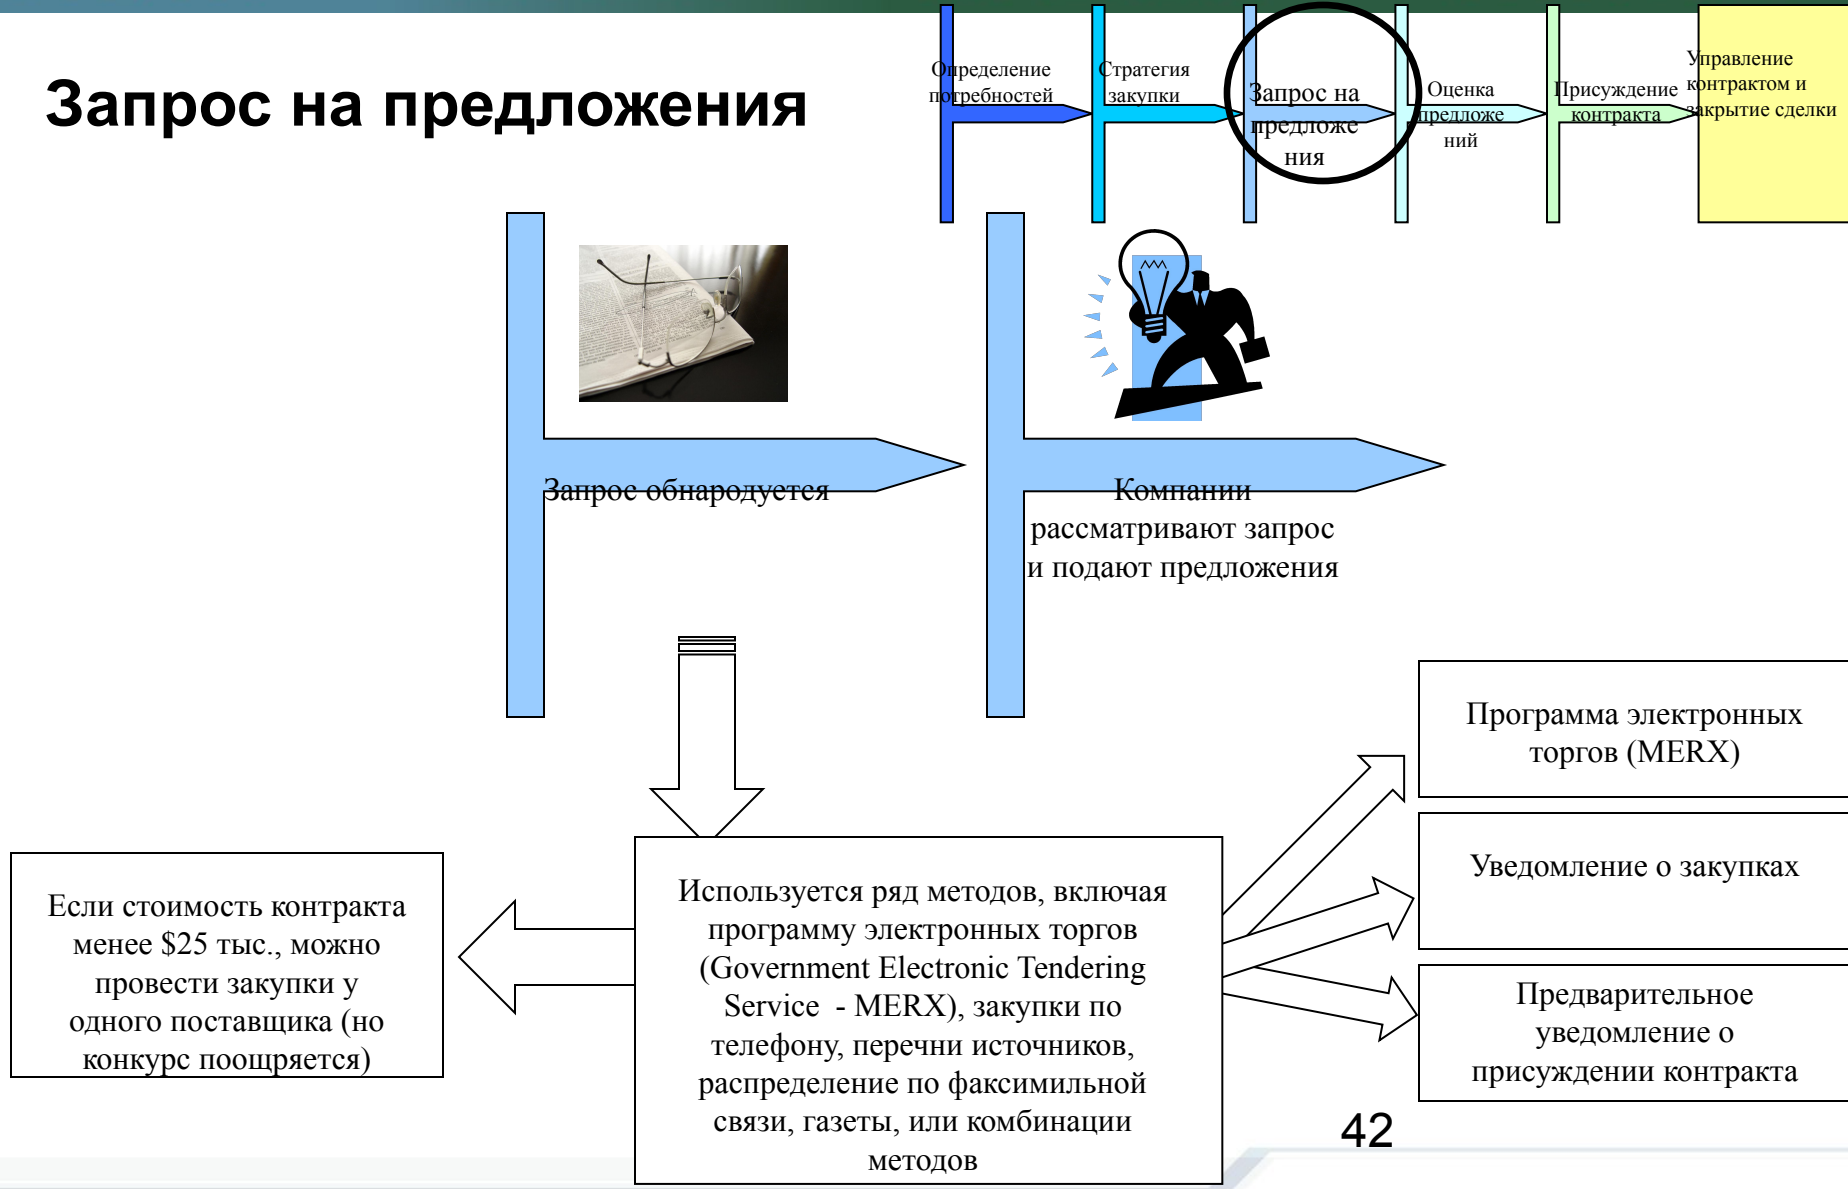 Запрос на предложения
Определение
потребностей
Стратегия
закупки
Запрос на
предложе
ния
Оценка
предложе
ний
Присуждение
контракта
Управление
контрактом и
закрытие сделки
Запрос обнародуется
Компании
рассматривают запрос
и подают предложения
Если стоимость контракта
менее $25 тыс., можно
провести закупки у
одного поставщика (но
конкурс поощряется)
Используется ряд методов, включая
программу электронных торгов
(Government Electronic Tendering
Service - MERX), закупки по
телефону, перечни источников,
распределение по факсимильной
связи, газеты, или комбинации
методов
Программа электронных
торгов (MERX)
Уведомление о закупках
Предварительное
уведомление о
присуждении контракта
42